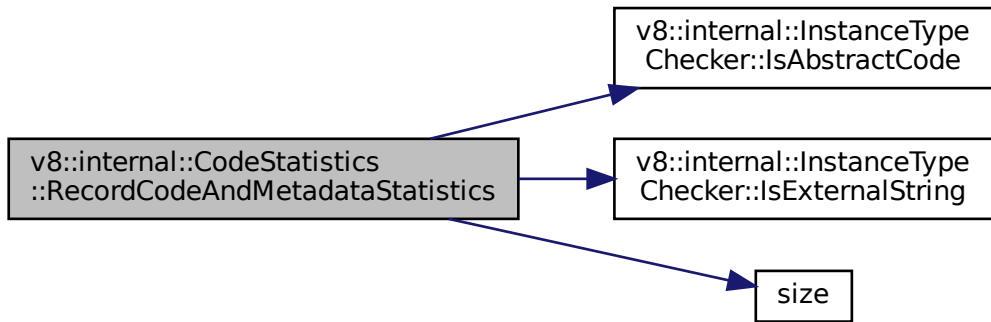 v8::internal::InstanceType
Checker::IsAbstractCode
v8::internal::CodeStatistics
::RecordCodeAndMetadataStatistics
v8::internal::InstanceType
Checker::IsExternalString
size